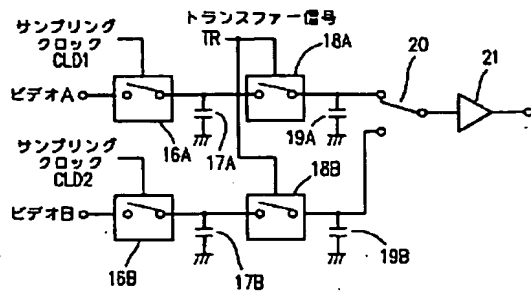 サンプリング
クロック
CLD1
トランスファー信号
TR
18A
20
21
ビデオA
16A
17A
19A
サンプリング
クロック
CLD2
18B
ビデオB
16B
17B
19B